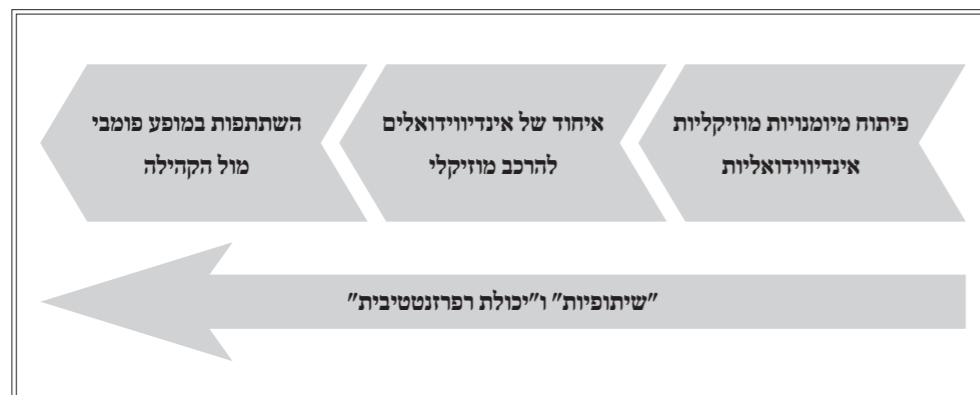 פיתוח מיומנויות מוזיקליות
אינדיווידואליות
איחוד של אינדיווידואלים
להרכב מוזיקלי
השתתפות במופע פומבי
מול הקהילה
"שיתופיות" ו"יכולת רפרזנטטיבית"